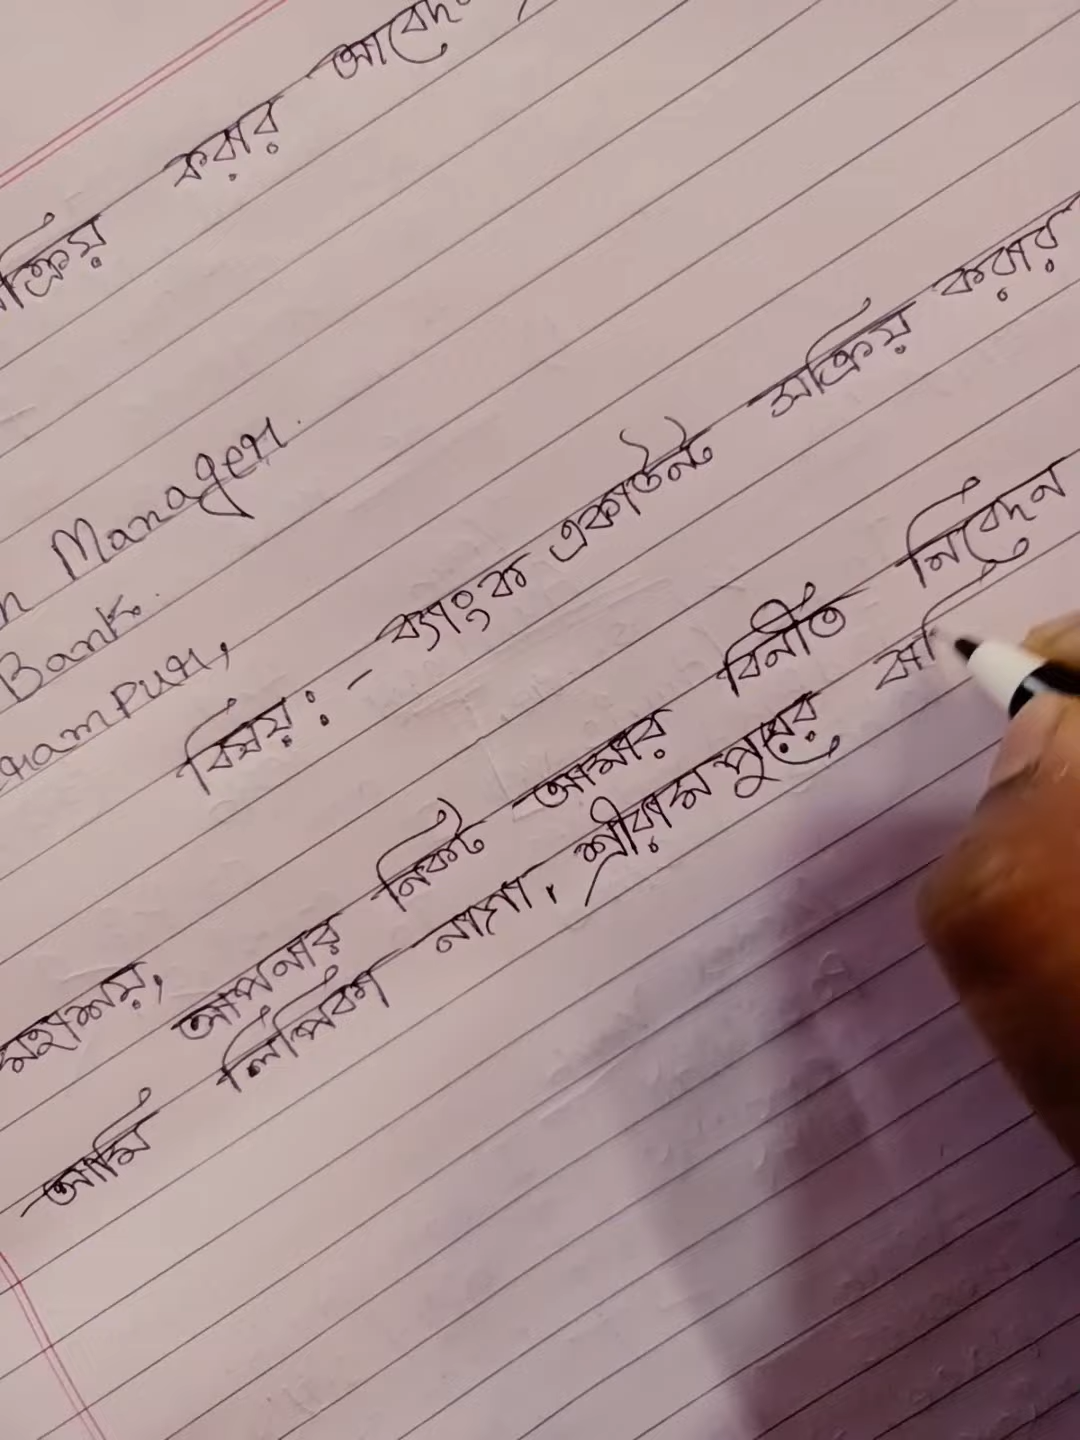 সক্রিয় করার আবেদন
Manager
Bank.
rampur,
বিষয়:- ব্যাংক একাউন্ট সক্রিয় করার
মহাশয়,
আপনার নিকট আমার বিনীত নিবেদন
আমি লিপিকা নাগা, শ্রীরামপুরের